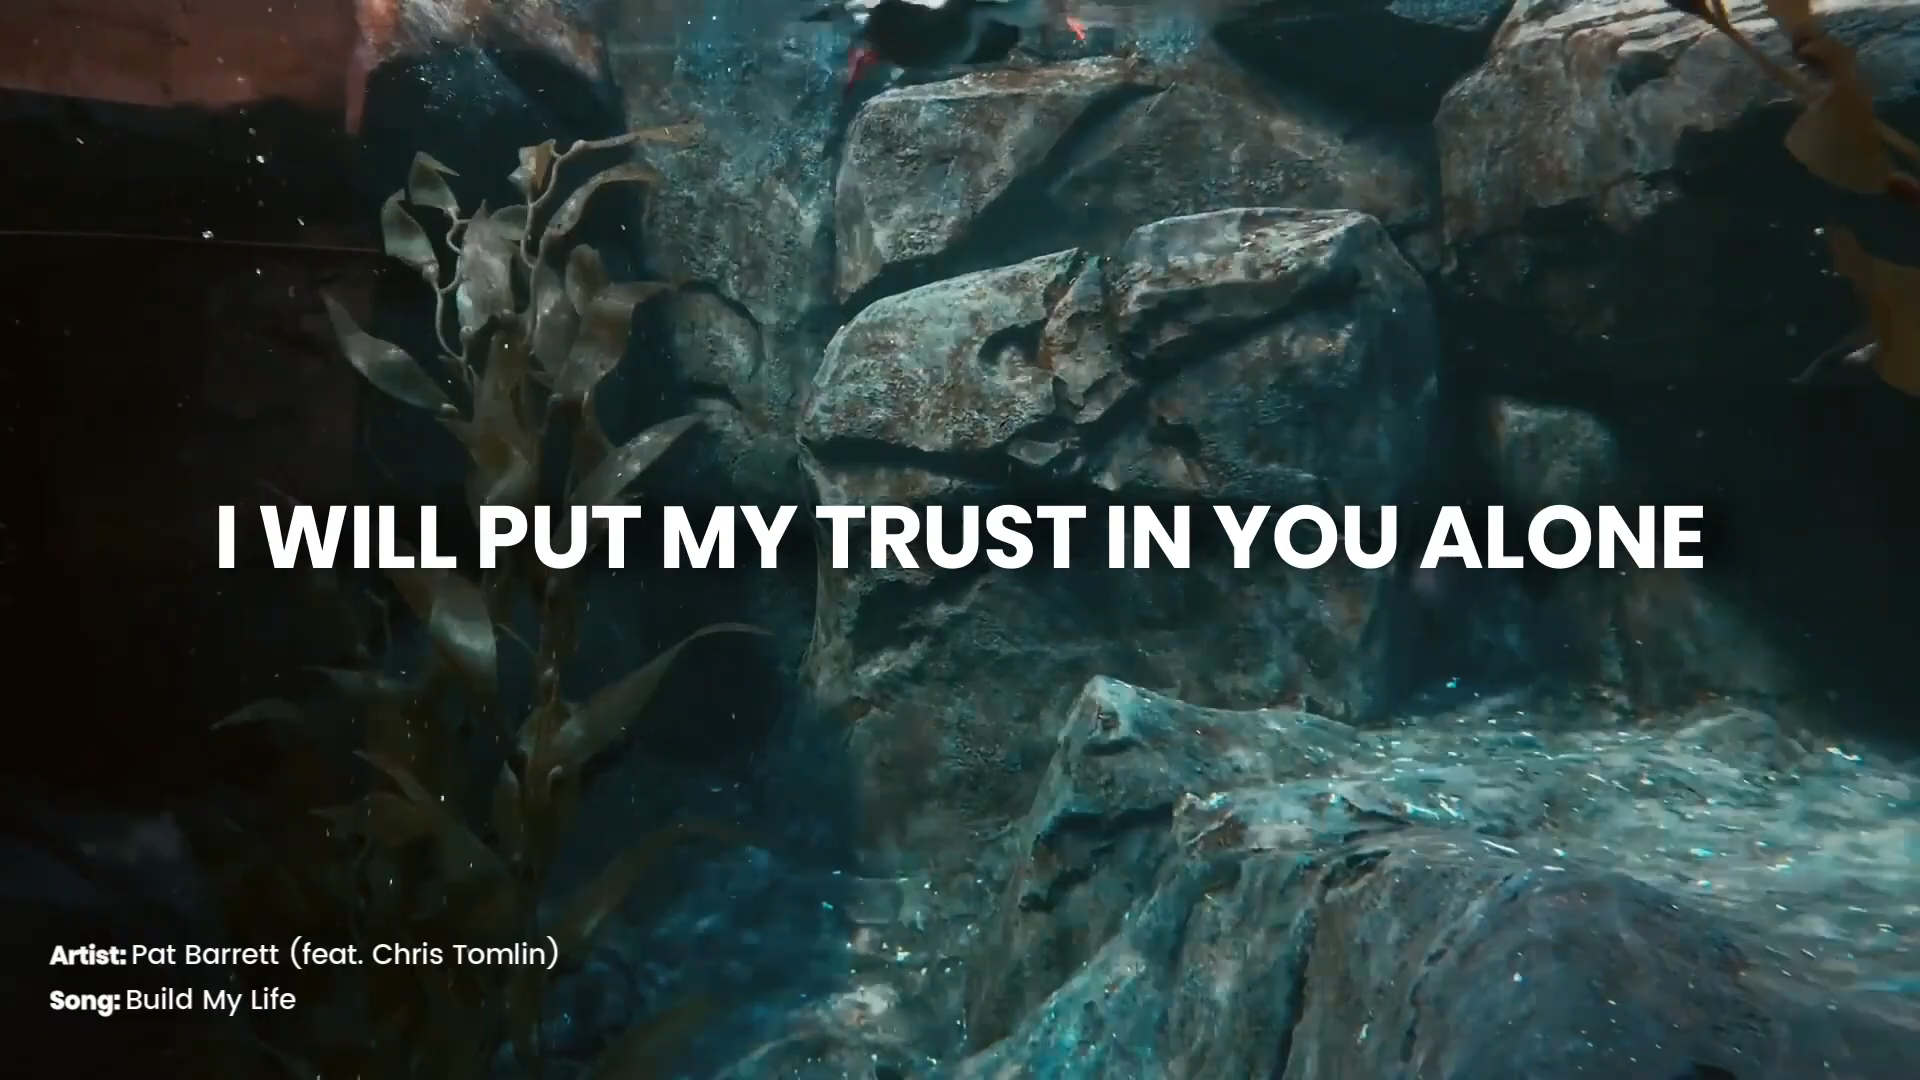 I WILL PUT MY TRUST IN YOU ALONE
Artist: Pat Barrett (feat. Chris Tomlin)
Song: Build My Life